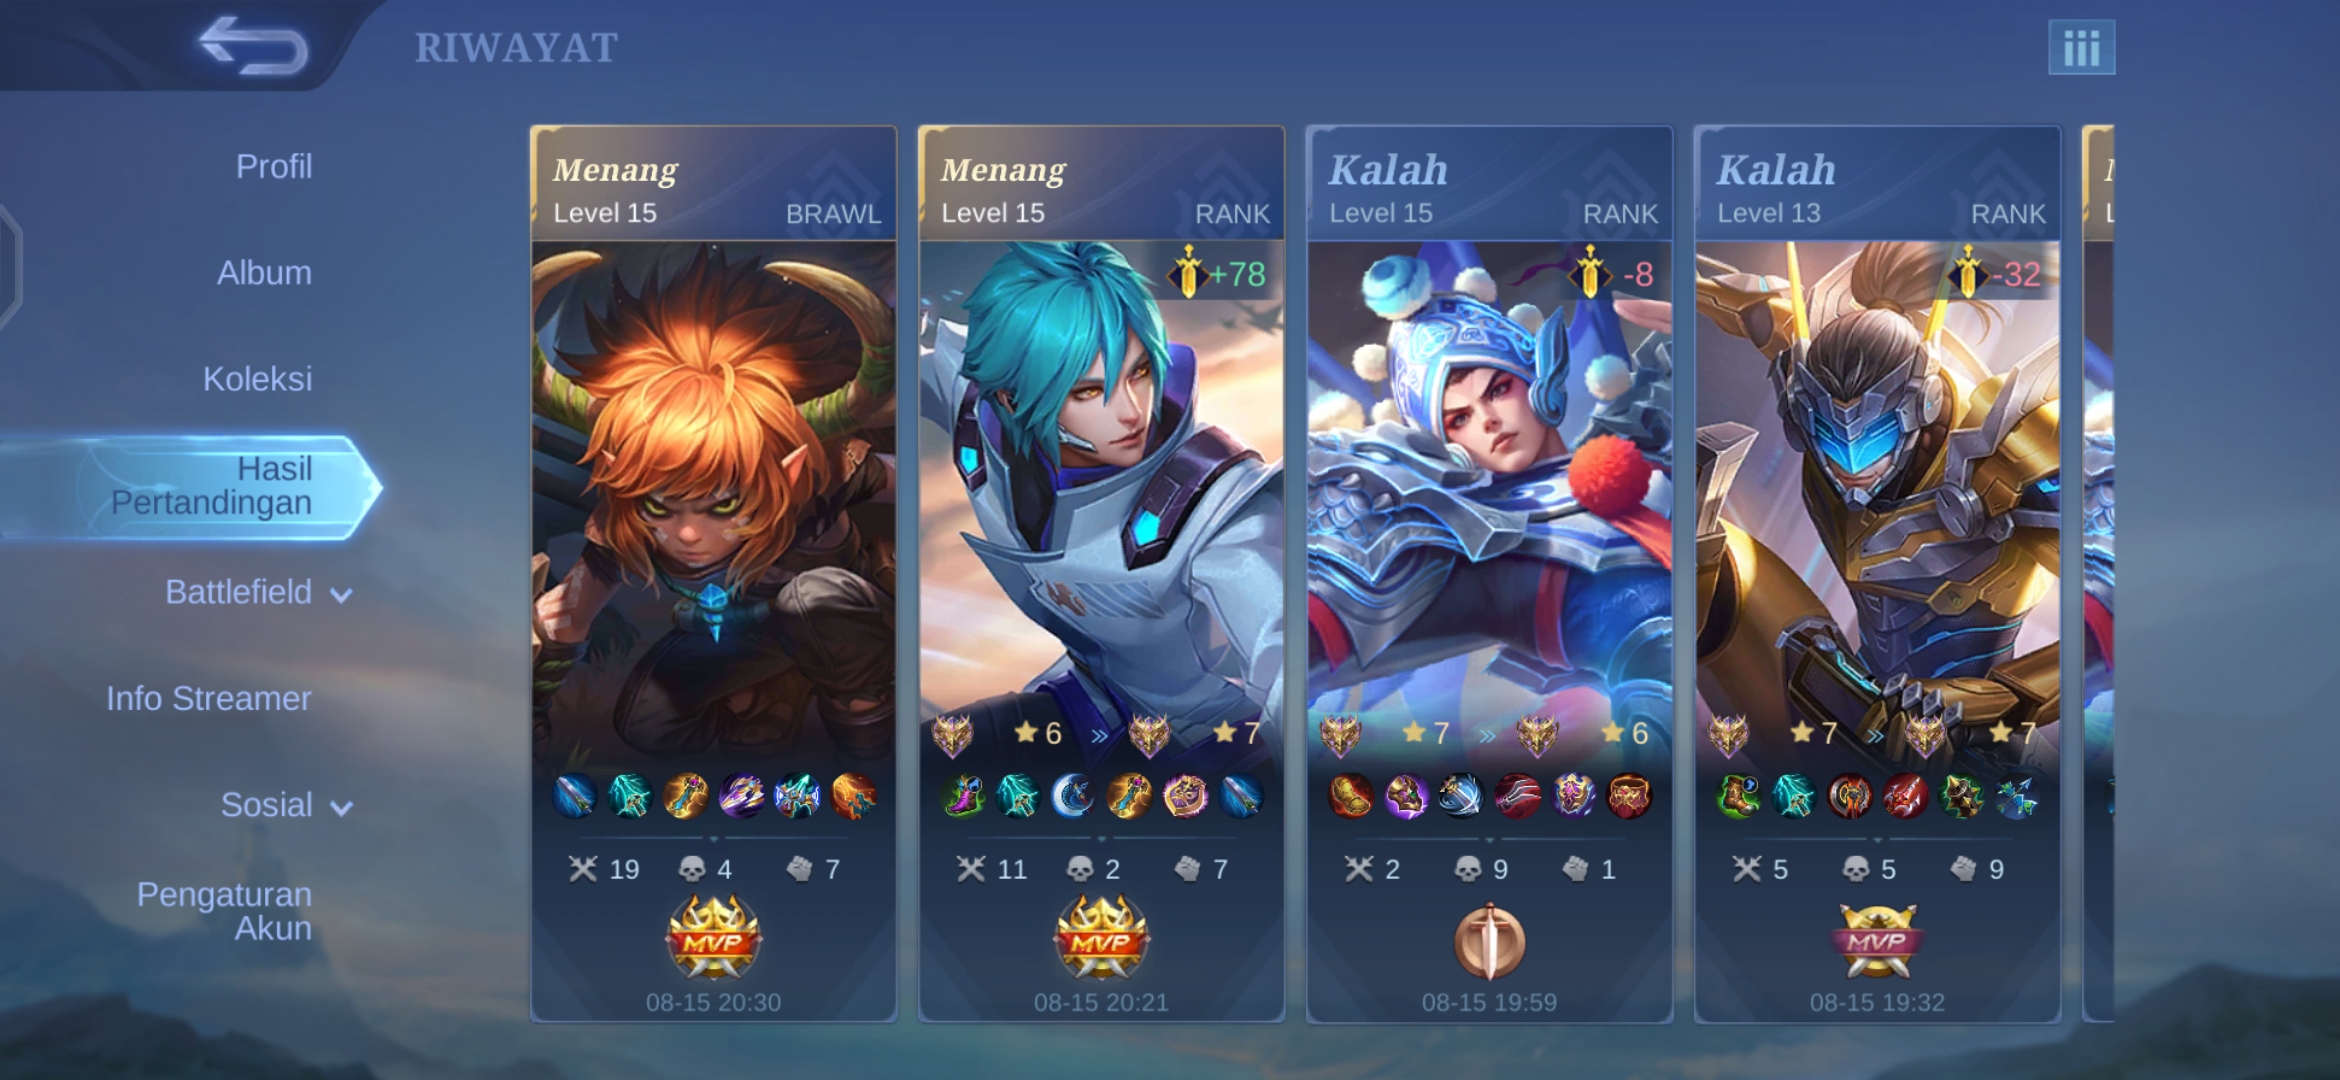 RIWAYAT
Profil
Album
Koleksi
Hasil
Pertandingan
Battlefield
Info Streamer
Sosial
Pengaturan
Akun
Menang
Level 15
BRAWL
19
4
7
MVP
08-15 20:30
Menang
Level 15
RANK
+78
6
7
11
2
7
MVP
08-15 20:21
Kalah
Level 15
RANK
-8
7
6
2
9
1
08-15 19:59
Kalah
Level 13
RANK
-32
7
7
5
5
9
MVP
08-15 19:32